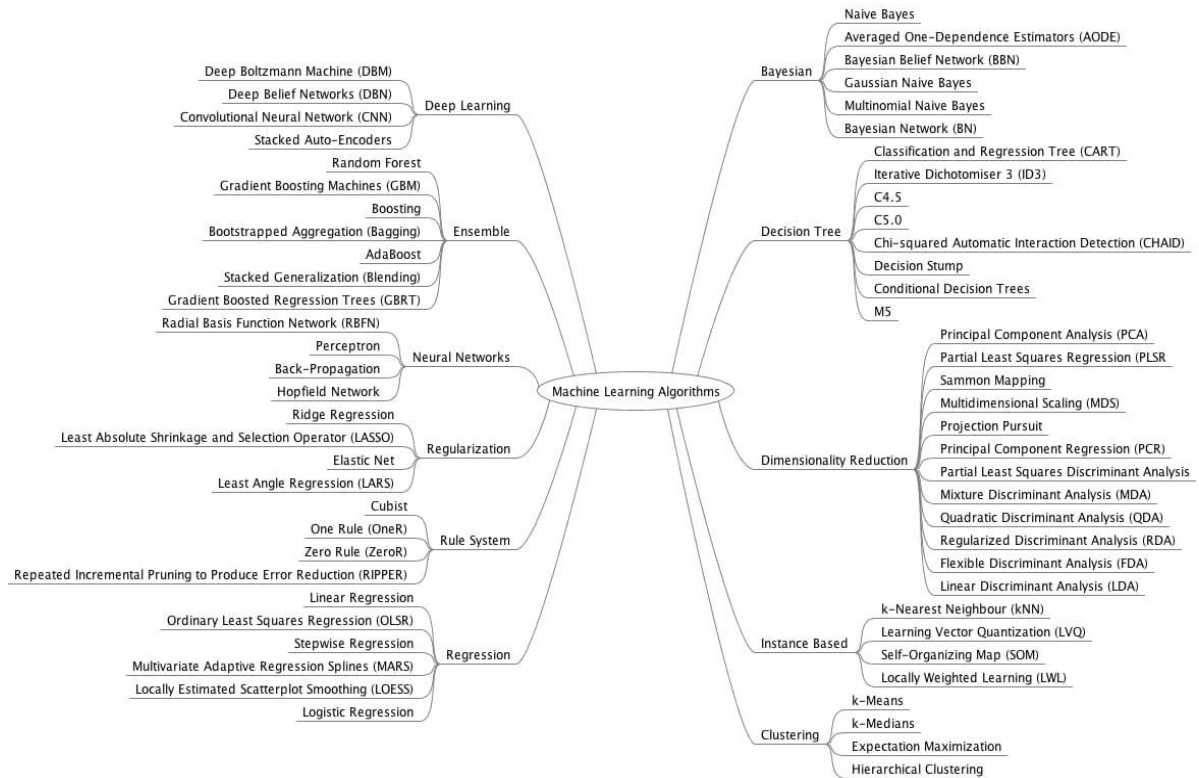 Machine Learning Algorithms
Deep Learning
Deep Boltzmann Machine (DBM)
Deep Belief Networks (DBN)
Convolutional Neural Network (CNN)
Stacked Auto-Encoders
Ensemble
Random Forest
Gradient Boosting Machines (GBM)
Boosting
Bootstrapped Aggregation (Bagging)
AdaBoost
Stacked Generalization (Blending)
Gradient Boosted Regression Trees (GBRT)
Neural Networks
Radial Basis Function Network (RBFN)
Perceptron
Back-Propagation
Hopfield Network
Regularization
Ridge Regression
Least Absolute Shrinkage and Selection Operator (LASSO)
Elastic Net
Least Angle Regression (LARS)
Rule System
Cubist
One Rule (OneR)
Zero Rule (ZeroR)
Repeated Incremental Pruning to Produce Error Reduction (RIPPER)
Regression
Linear Regression
Ordinary Least Squares Regression (OLSR)
Stepwise Regression
Multivariate Adaptive Regression Splines (MARS)
Locally Estimated Scatterplot Smoothing (LOESS)
Logistic Regression
Bayesian
Naive Bayes
Averaged One-Dependence Estimators (AODE)
Bayesian Belief Network (BBN)
Gaussian Naive Bayes
Multinomial Naive Bayes
Bayesian Network (BN)
Decision Tree
Classification and Regression Tree (CART)
Iterative Dichotomiser 3 (ID3)
C4.5
C5.0
Chi-squared Automatic Interaction Detection (CHAID)
Decision Stump
Conditional Decision Trees
M5
Dimensionality Reduction
Principal Component Analysis (PCA)
Partial Least Squares Regression (PLSR
Sammon Mapping
Multidimensional Scaling (MDS)
Projection Pursuit
Principal Component Regression (PCR)
Partial Least Squares Discriminant Analysis
Mixture Discriminant Analysis (MDA)
Quadratic Discriminant Analysis (QDA)
Regularized Discriminant Analysis (RDA)
Flexible Discriminant Analysis (FDA)
Linear Discriminant Analysis (LDA)
Instance Based
k-Nearest Neighbour (kNN)
Learning Vector Quantization (LVQ)
Self-Organizing Map (SOM)
Locally Weighted Learning (LWL)
Clustering
k-Means
k-Medians
Expectation Maximization
Hierarchical Clustering